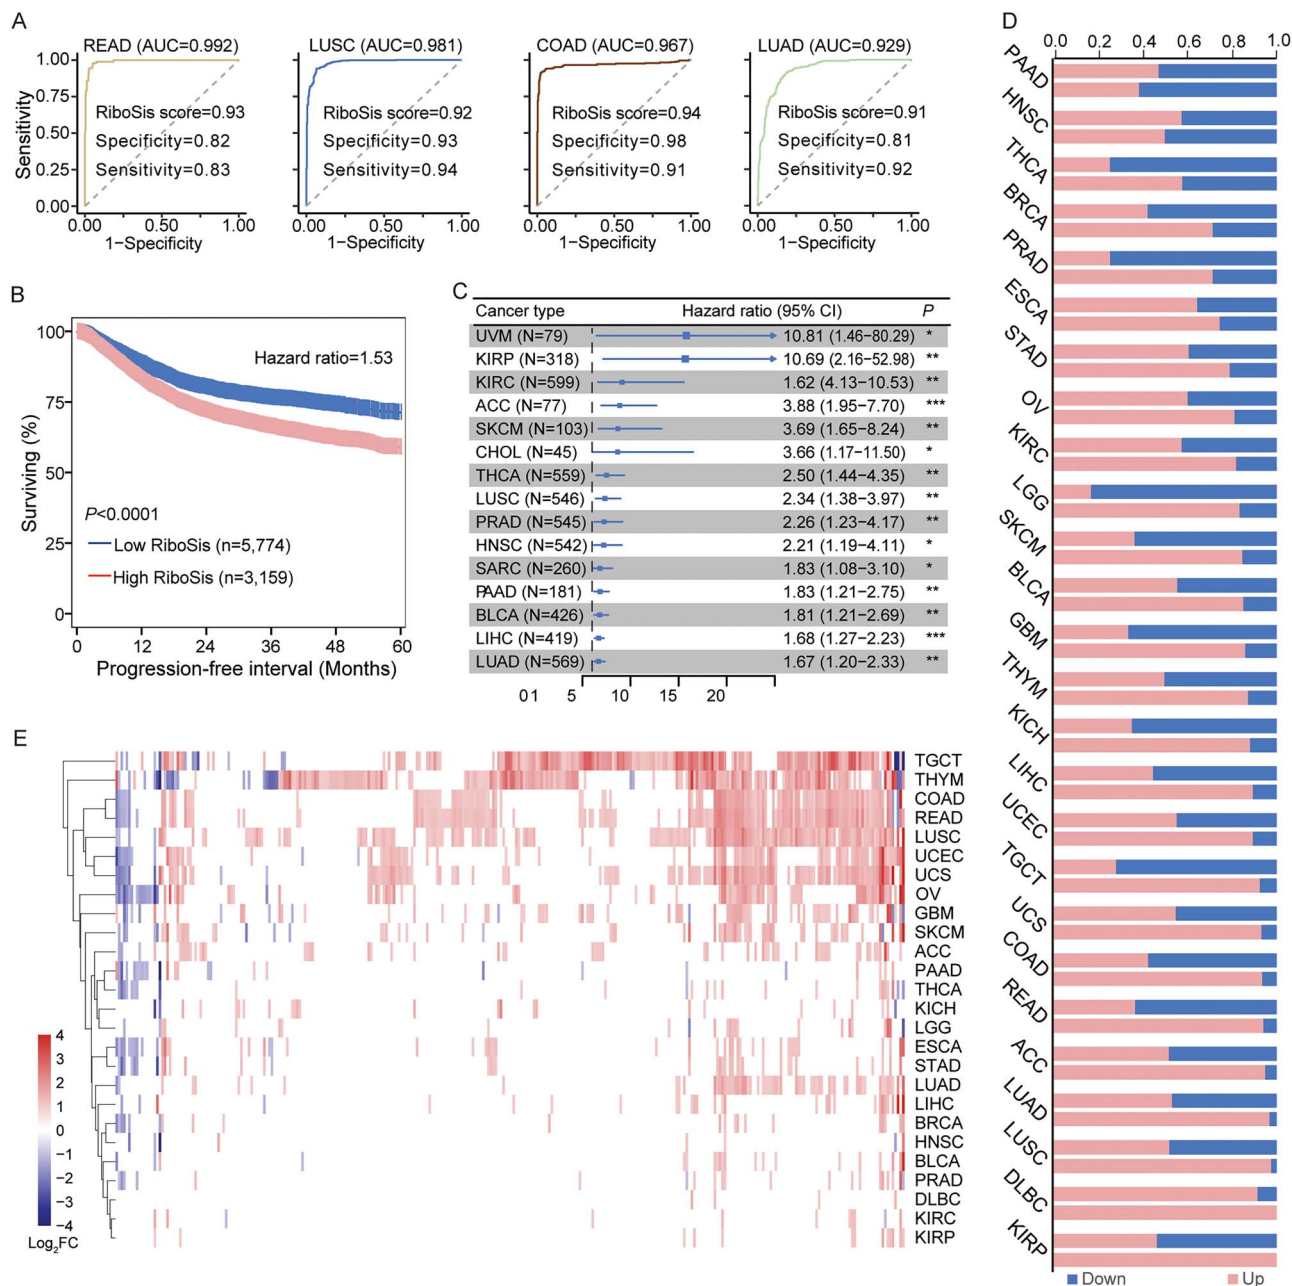 A
READ (AUC=0.992)
LUSC (AUC=0.981)
COAD (AUC=0.967)
LUAD (AUC=0.929)
Sensitivity
1.00
0.75
0.50
0.25
0.00
RiboSis score=0.93
Specificity=0.82
Sensitivity=0.83
RiboSis score=0.92
Specificity=0.93
Sensitivity=0.94
RiboSis score=0.94
Specificity=0.98
Sensitivity=0.91
RiboSis score=0.91
Specificity=0.81
Sensitivity=0.92
0.00 0.50 1.00
1−Specificity
0.00 0.50 1.00
1−Specificity
0.00 0.50 1.00
1−Specificity
0.00 0.50 1.00
1−Specificity
B
Surviving (%)
100
75
50
25
0
Hazard ratio=1.53
P<0.0001
Low RiboSis (n=5,774)
High RiboSis (n=3,159)
0 12 24 36 48 60
Progression-free interval (Months)
C
Cancer type Hazard ratio (95% CI) P
UVM (N=79) 10.81 (1.46−80.29) *
KIRP (N=318) 10.69 (2.16−52.98) **
KIRC (N=599) 1.62 (4.13−10.53) **
ACC (N=77) 3.88 (1.95−7.70) ***
SKCM (N=103) 3.69 (1.65−8.24) **
CHOL (N=45) 3.66 (1.17−11.50) *
THCA (N=559) 2.50 (1.44−4.35) **
LUSC (N=546) 2.34 (1.38−3.97) **
PRAD (N=545) 2.26 (1.23−4.17) **
HNSC (N=542) 2.21 (1.19−4.11) *
SARC (N=260) 1.83 (1.08−3.10) *
PAAD (N=181) 1.83 (1.21−2.75) **
BLCA (N=426) 1.81 (1.21−2.69) **
LIHC (N=419) 1.68 (1.27−2.23) ***
LUAD (N=569) 1.67 (1.20−2.33) **
01 5 10 15 20
D
0.0 0.2 0.4 0.6 0.8 1.0
PAAD
HNSC
THCA
BRCA
PRAD
ESCA
STAD
OV
KIRC
LGG
SKCM
BLCA
GBM
THYM
KICH
LIHC
UCEC
TGCT
UCS
COAD
READ
ACC
LUAD
LUSC
DLBC
KIRP
Down Up
E
TGCT
THYM
COAD
READ
LUSC
UCEC
UCS
OV
GBM
SKCM
ACC
PAAD
THCA
KICH
LGG
ESCA
STAD
LUAD
LIHC
BRCA
HNSC
BLCA
PRAD
DLBC
KIRC
KIRP
4
3
2
1
0
−1
−2
−3
−4
Log₂FC